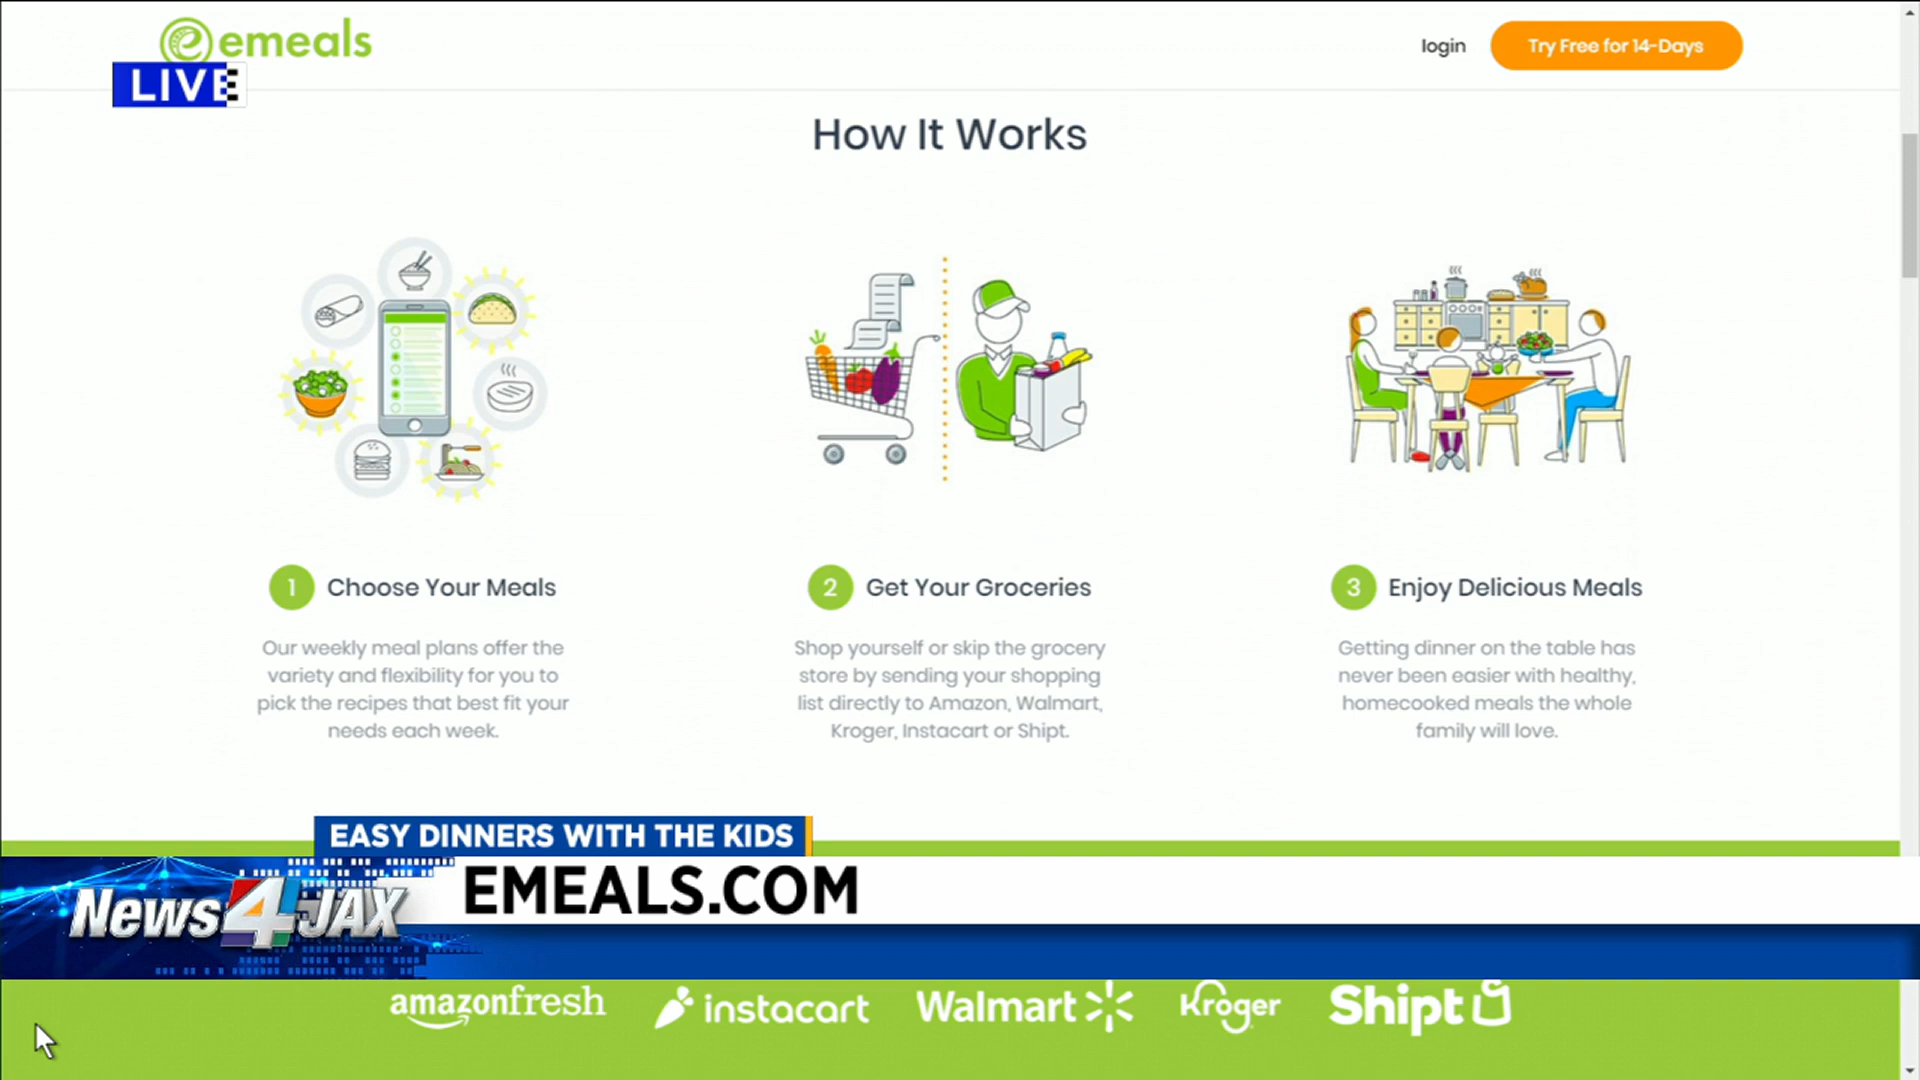 emeals
login
Try Free for 14-Days
LIVE
How It Works
1 Choose Your Meals
Our weekly meal plans offer the
variety and flexibility for you to
pick the recipes that best fit your
needs each week.
2 Get Your Groceries
Shop yourself or skip the grocery
store by sending your shopping
list directly to Amazon, Walmart,
Kroger, Instacart or Shipt.
3 Enjoy Delicious Meals
Getting dinner on the table has
never been easier with healthy,
homecooked meals the whole
family will love.
EASY DINNERS WITH THE KIDS
News4JAX
EMEALS.COM
amazonfresh
instacart
Walmart
Kroger
Shipt